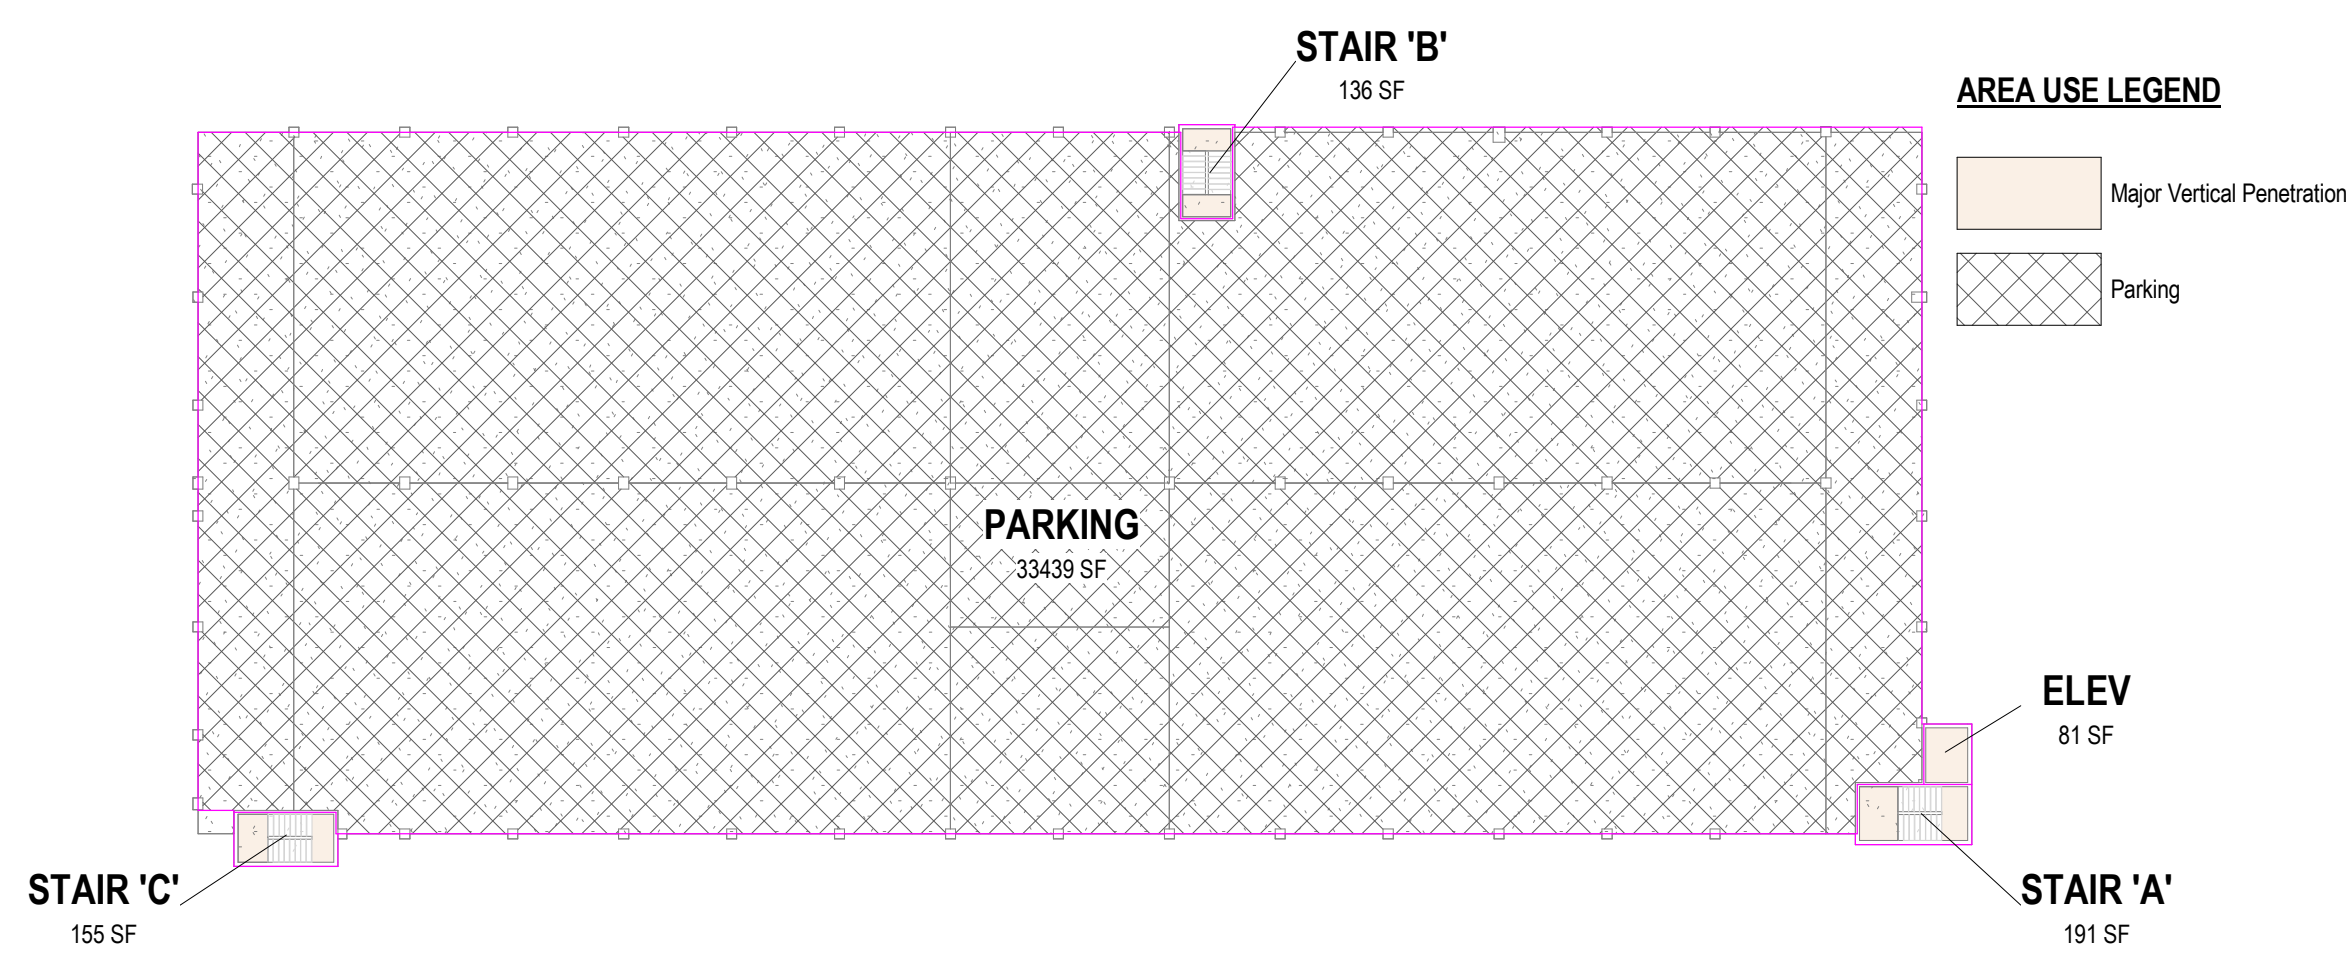 STAIR 'B'
136 SF
AREA USE LEGEND
Major Vertical Penetration
Parking
PARKING
33439 SF
ELEV
81 SF
STAIR 'C'
155 SF
STAIR 'A'
191 SF